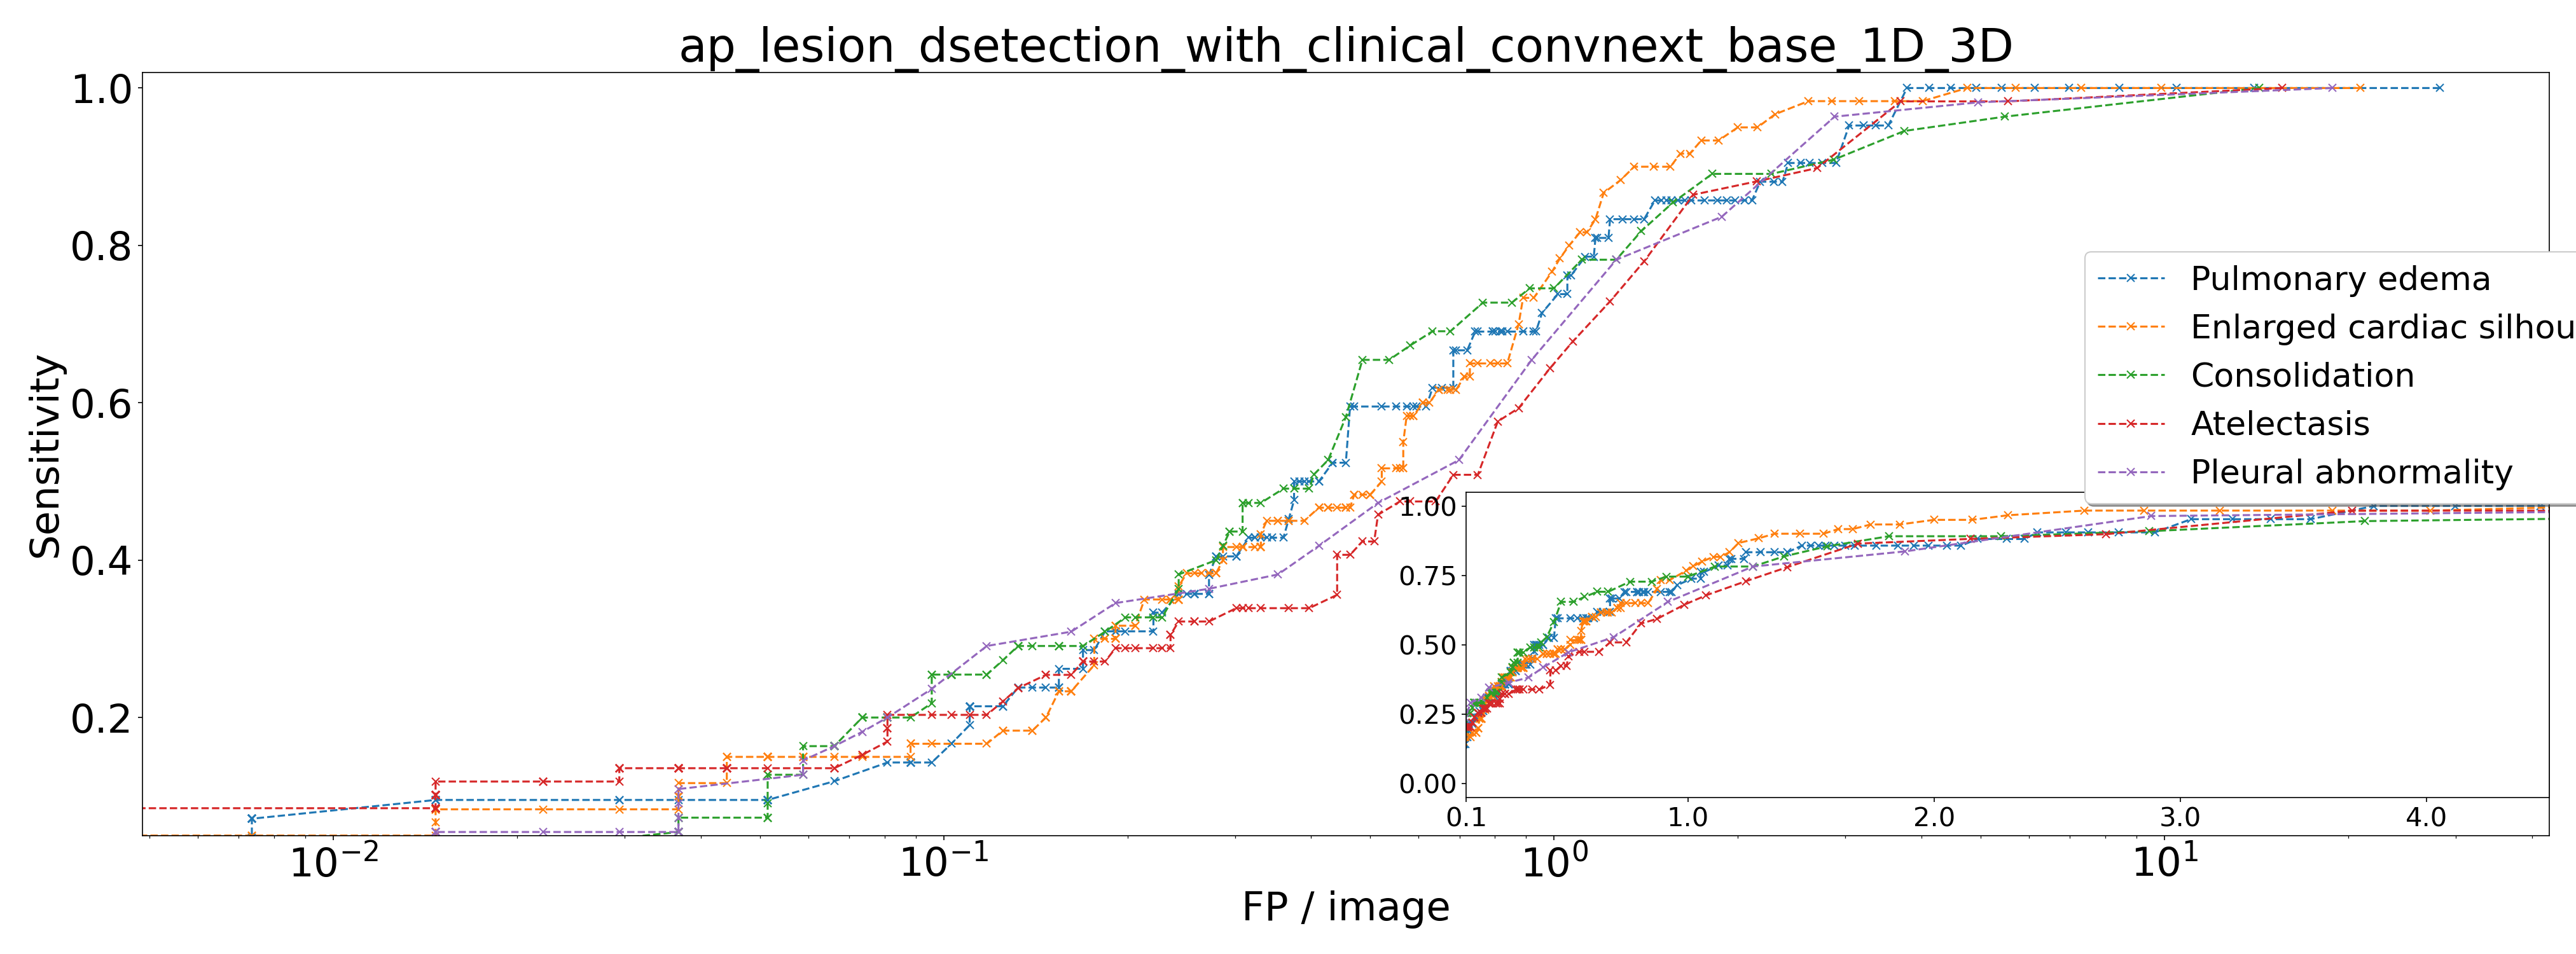 ap_lesion_dsetection_with_clinical_convnext_base_1D_3D
1.0
0.8
0.6
0.4
0.2
Sensitivity
Pulmonary edema
Enlarged cardiac silhou
Consolidation
Atelectasis
Pleural abnormality
1.00
0.75
0.50
0.25
0.00
0.1 1.0 2.0 3.0 4.0
10⁻² 10⁻¹ 10⁰ 10¹
FP / image